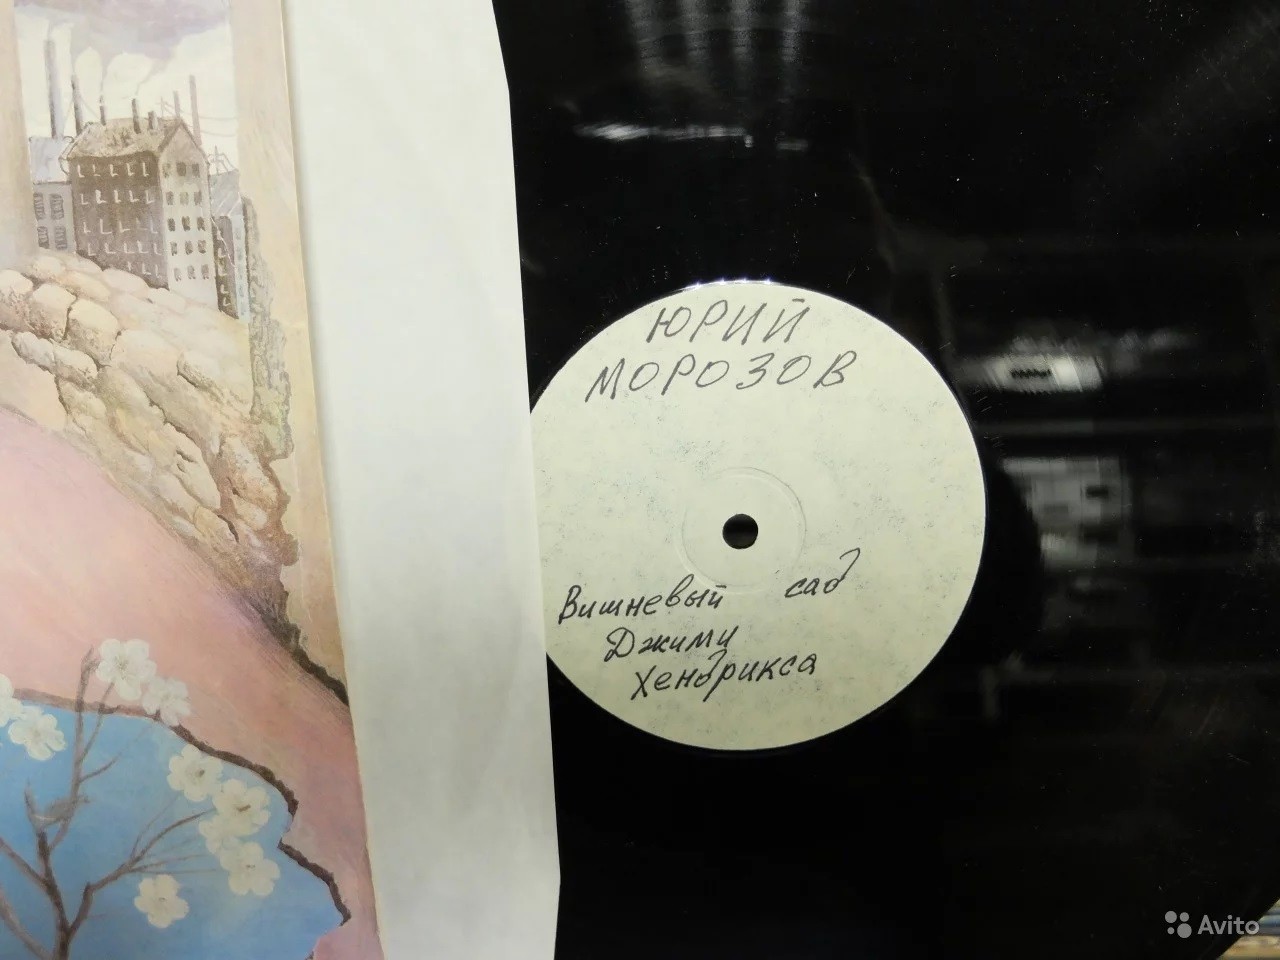 ЮРИЙ
МОРОЗОВ
Вишневый сад
Джими
Хендрикса
Avito